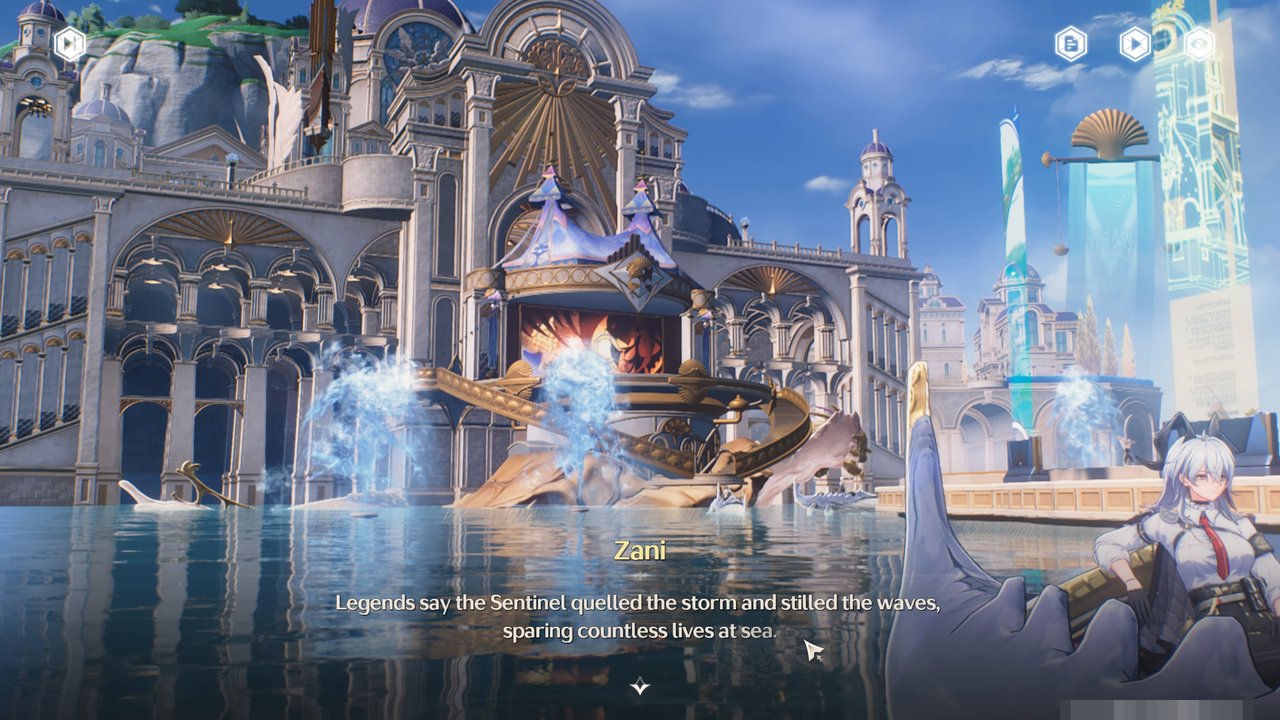 Zani
Legends say the Sentinel quelled the storm and stilled the waves,
sparing countless lives at sea.